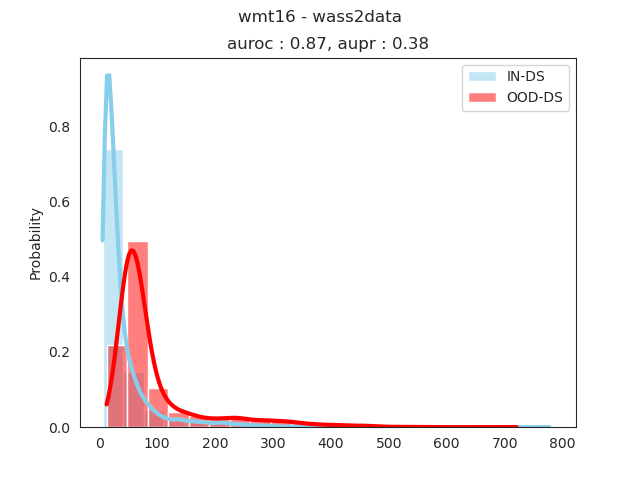 wmt16 - wass2data
auroc : 0.87, aupr : 0.38
IN-DS
OOD-DS
Probability
0.8
0.6
0.4
0.2
0.0
0 100 200 300 400 500 600 700 800